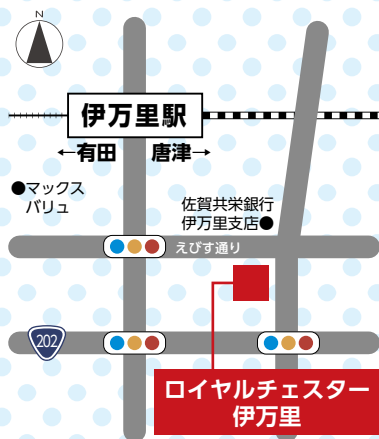 N
伊万里駅
←有田 唐津→
●マックス
バリュ
佐賀共栄銀行
伊万里支店●
えびす通り
202
ロイヤルチェスター
伊万里